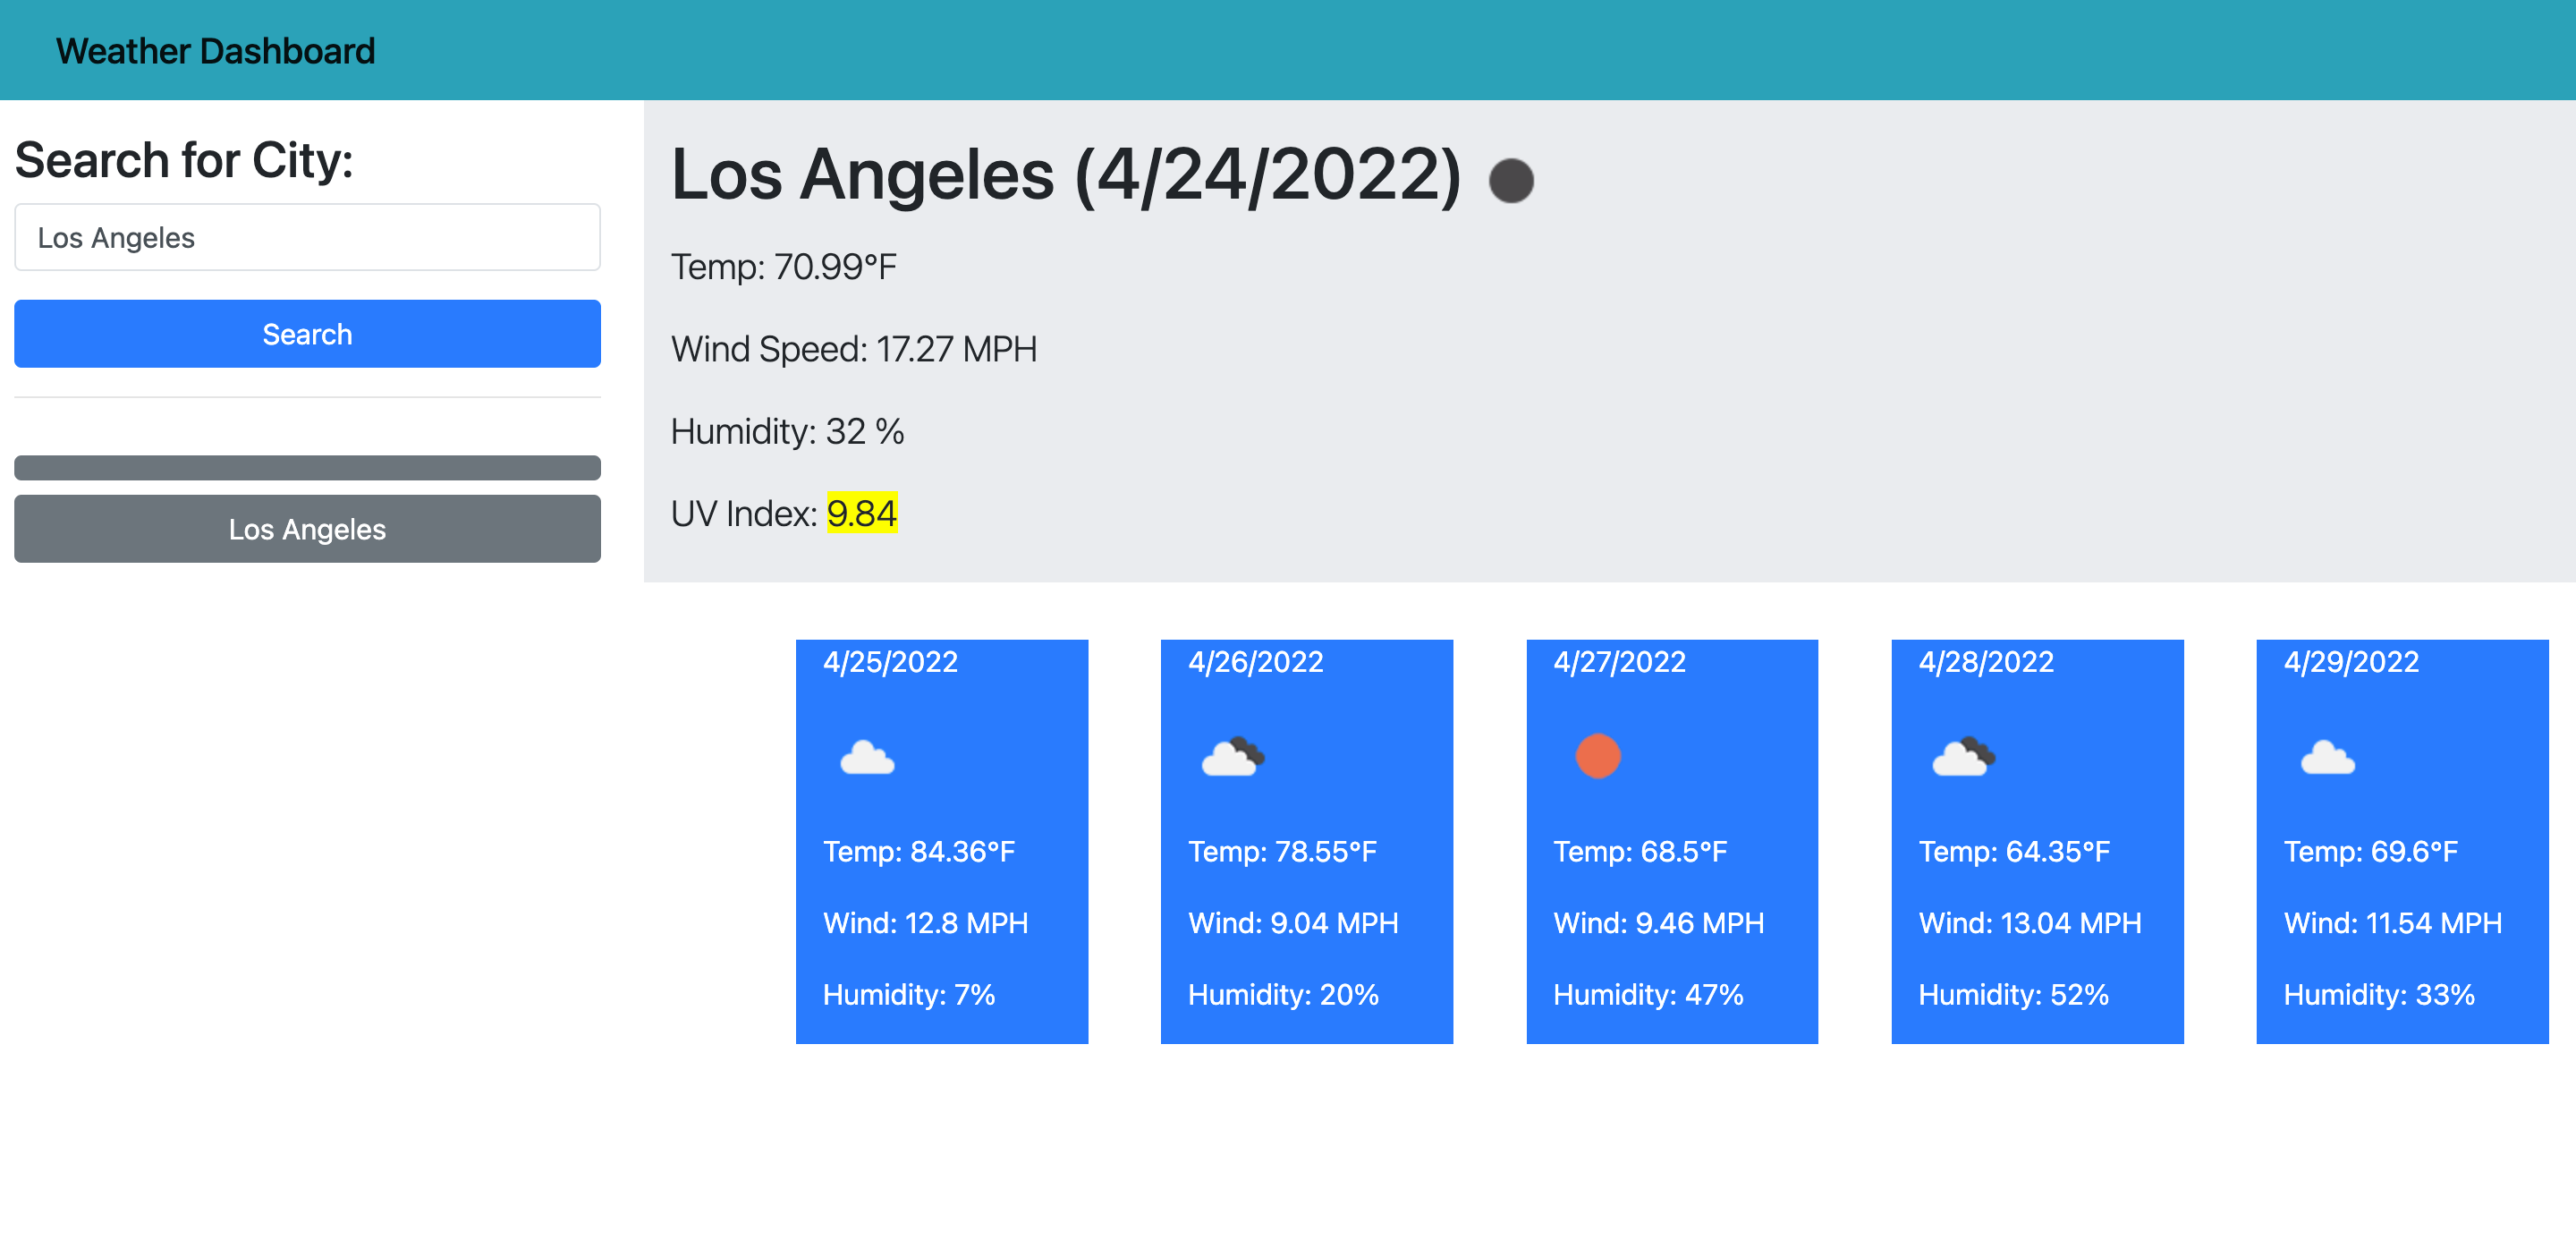 Weather Dashboard
Search for City:
Los Angeles
Search
Los Angeles
Los Angeles (4/24/2022)
Temp: 70.99°F
Wind Speed: 17.27 MPH
Humidity: 32 %
UV Index: 9.84
4/25/2022
Temp: 84.36°F
Wind: 12.8 MPH
Humidity: 7%
4/26/2022
Temp: 78.55°F
Wind: 9.04 MPH
Humidity: 20%
4/27/2022
Temp: 68.5°F
Wind: 9.46 MPH
Humidity: 47%
4/28/2022
Temp: 64.35°F
Wind: 13.04 MPH
Humidity: 52%
4/29/2022
Temp: 69.6°F
Wind: 11.54 MPH
Humidity: 33%